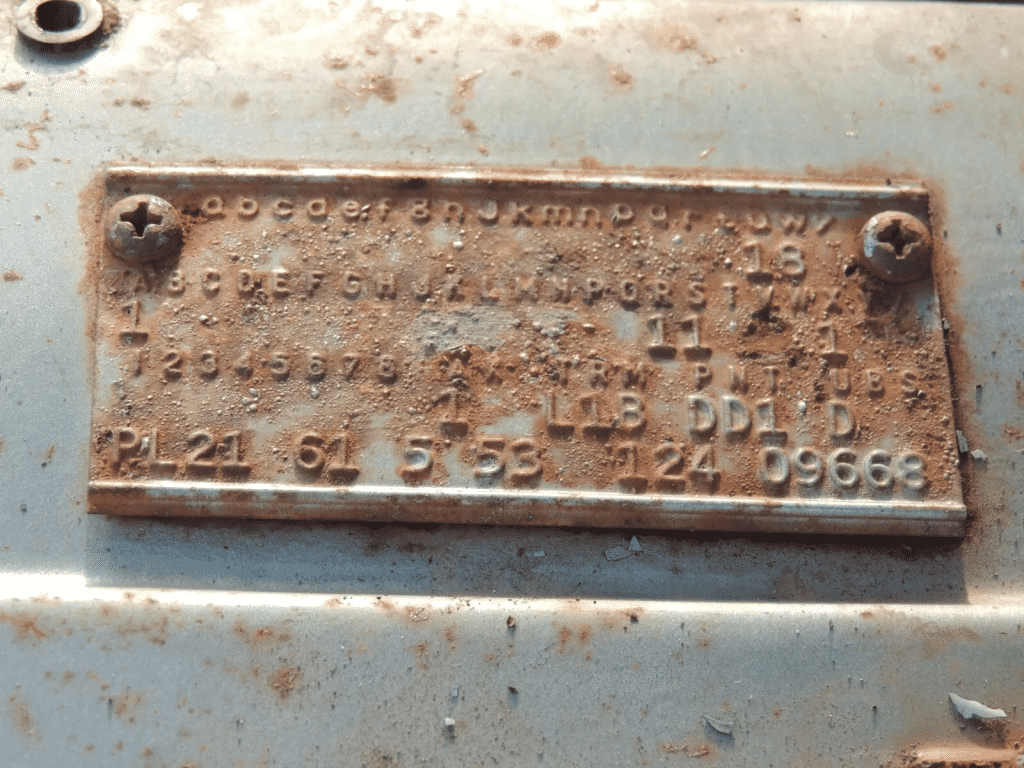 abcdefghjkmnpqrtuwy
18
ABCDEFGHJKLMNPQRSTVWXY
1 11 1
12345678 AX TRM PNT UBS
1 L1B DD1 D
PL21 61 5 53 124 09668